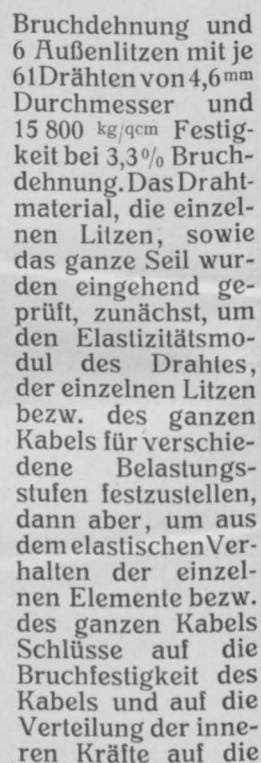 Bruchdehnung und
6 Außenlitzen mit je
61 Drähten von 4,6 mm
Durchmesser und
15 800 kg/qcm Festig-
keit bei 3,3% Bruch-
dehnung. Das Draht-
material, die einzel-
nen Litzen, sowie
das ganze Seil wur-
den eingehend ge-
prüft, zunächst, um
den Elastizitätsmo-
dul des Drahtes,
der einzelnen Litzen
bezw. des ganzen
Kabels für verschie-
dene Belastungs-
stufen festzustellen,
dann aber, um aus
dem elastischen Ver-
halten der einzel-
nen Elemente bezw.
des ganzen Kabels
Schlüsse auf die
Bruchfestigkeit des
Kabels und auf die
Verteilung der inne-
ren Kräfte auf die